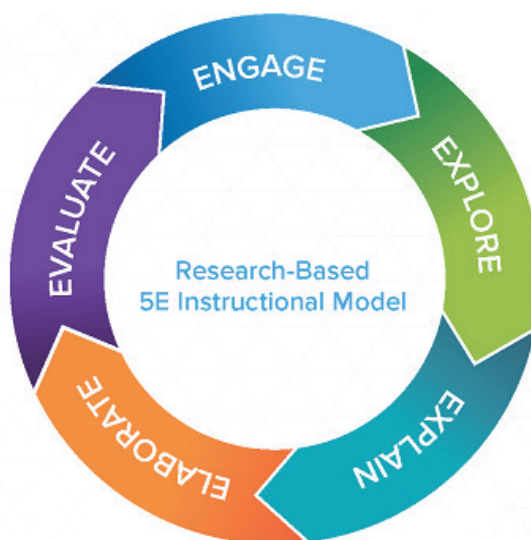 ENGAGE
EXPLORE
EXPLAIN
ELABORATE
EVALUATE
Research-Based
5E Instructional Model